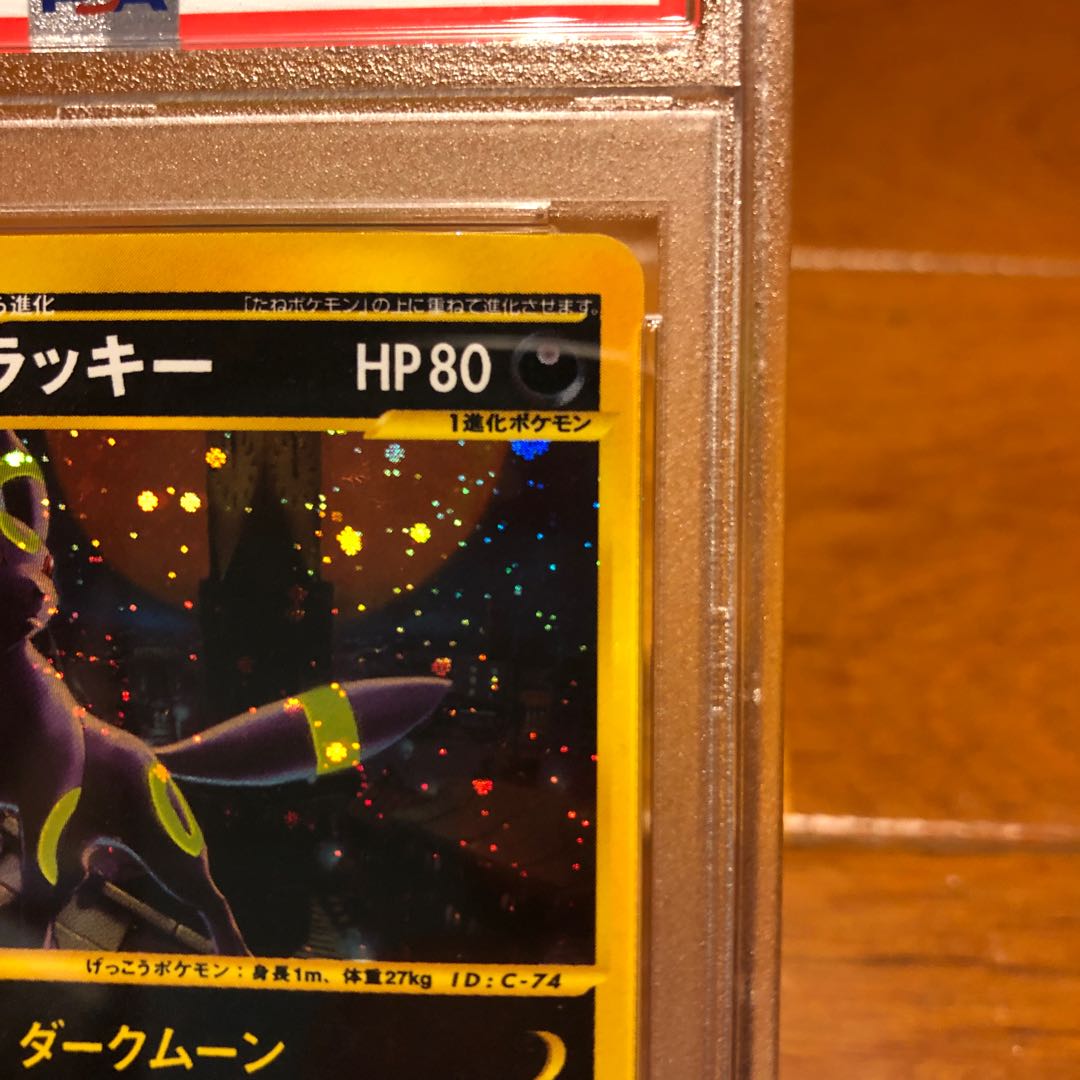 PSA
ら進化 「たねポケモン」の上に重ねて進化させます。
ラッキー HP80
1進化ポケモン
げっこうポケモン：身長1m、体重27kg ID：C-74
ダークムーン